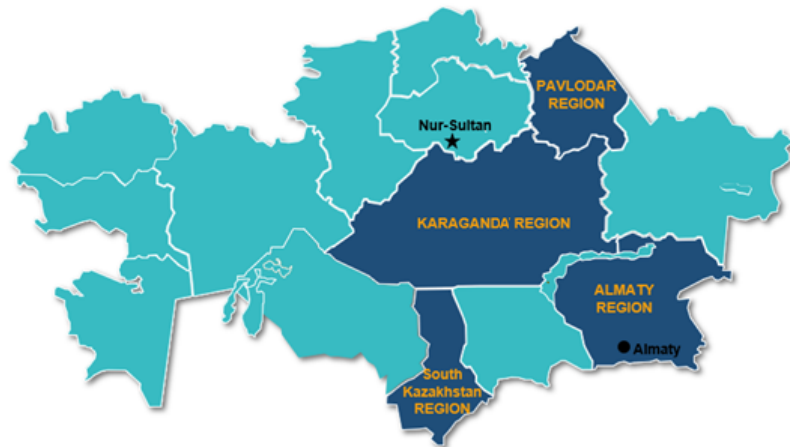 PAVLODAR
REGION
Nur-Sultan
KARAGANDA REGION
ALMATY
REGION
Almaty
South
Kazakhstan
REGION